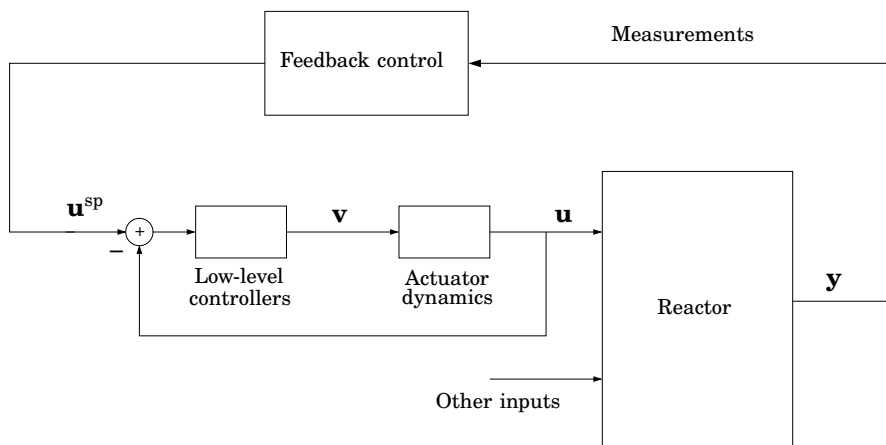 Measurements
Feedback control
u^sp
+
−
v
u
Low-level
controllers
Actuator
dynamics
Reactor
y
Other inputs